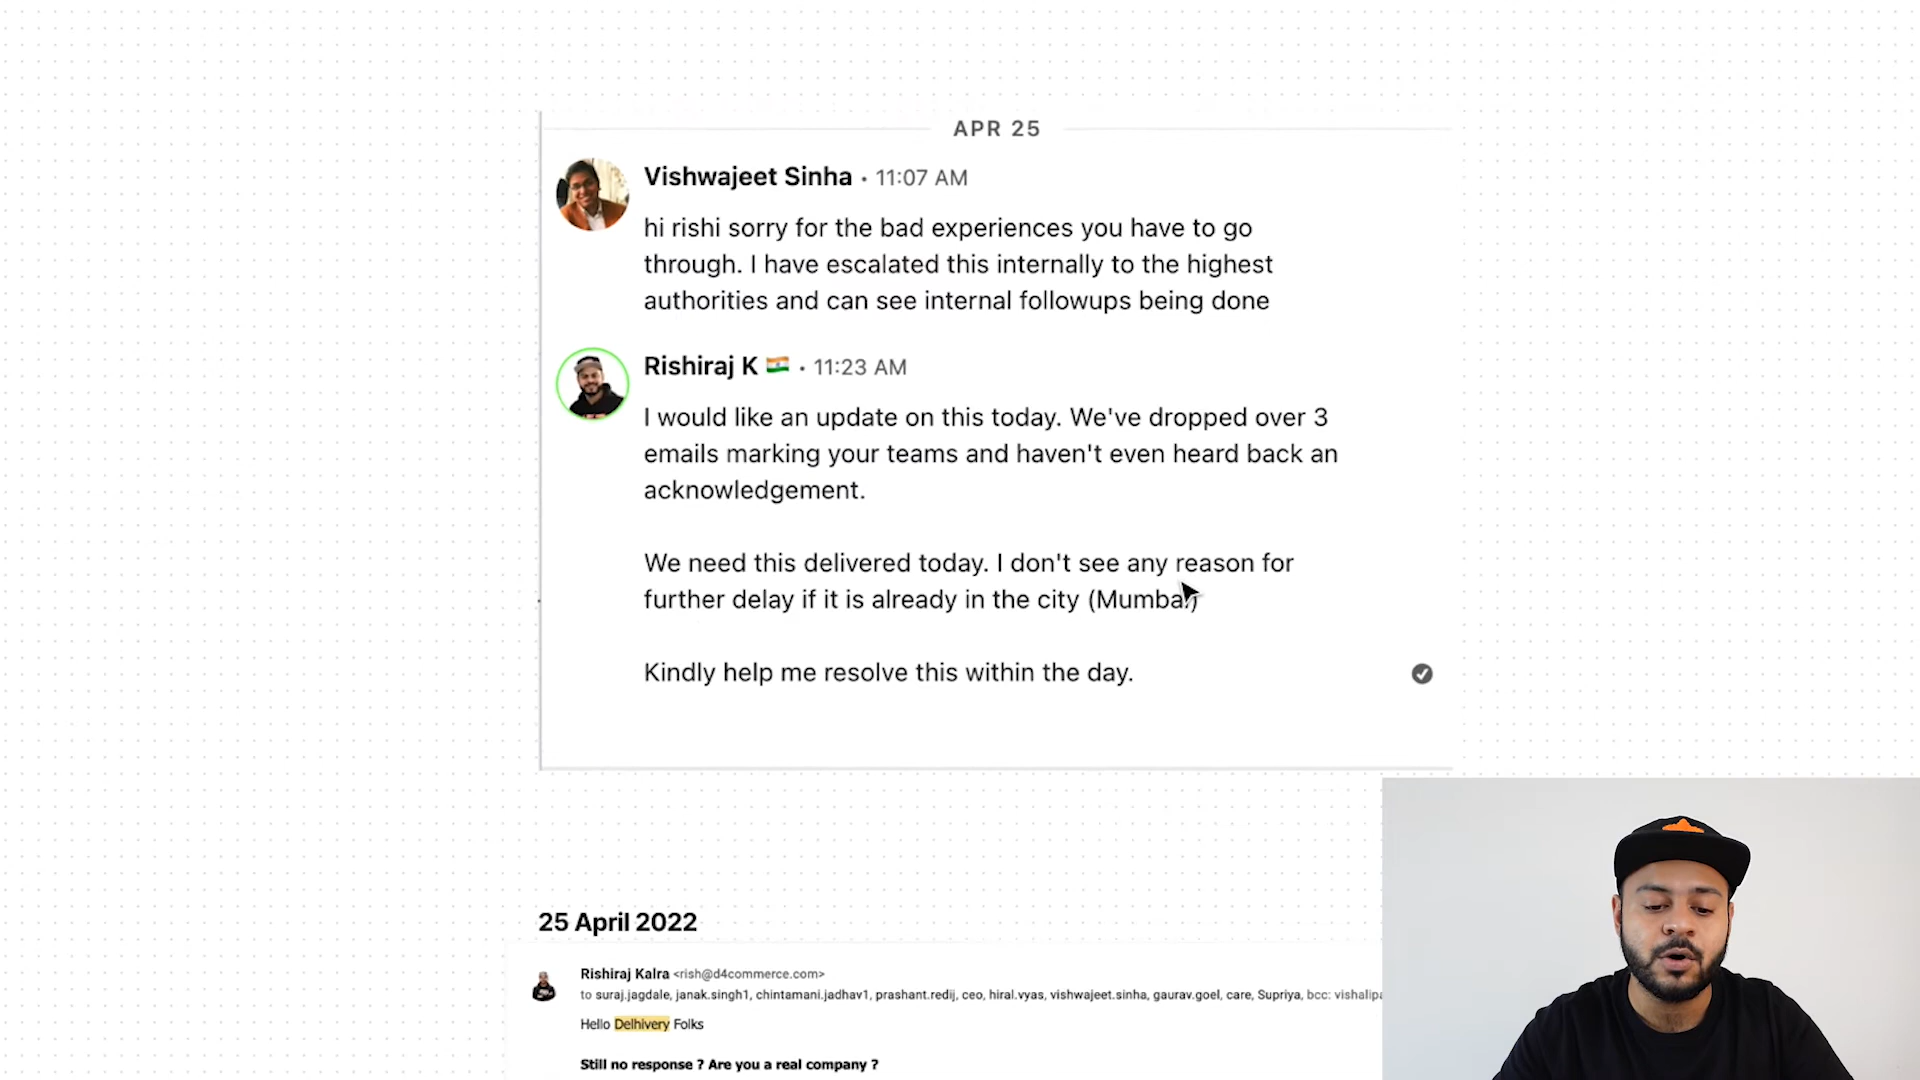 APR 25
Vishwajeet Sinha • 11:07 AM
hi rishi sorry for the bad experiences you have to go
through. I have escalated this internally to the highest
authorities and can see internal followups being done
Rishiraj K 🇮🇳 • 11:23 AM
I would like an update on this today. We've dropped over 3
emails marking your teams and haven't even heard back an
acknowledgement.
We need this delivered today. I don't see any reason for
further delay if it is already in the city (Mumbai)
Kindly help me resolve this within the day.
25 April 2022
Rishiraj Kalra <rish@d4commerce.com>
to suraj.jagdale, janak.singh1, chintamani.jadhav1, prashant.redij, ceo, hiral.vyas, vishwajeet.sinha, gaurav.goel, care, Supriya, bcc: vishalipa
Hello Delhivery Folks
Still no response ? Are you a real company ?